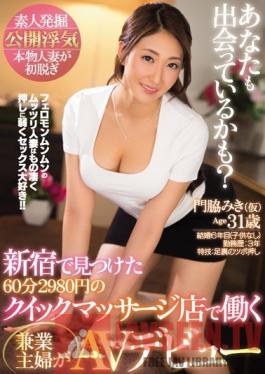 素人発掘
公開浮気
本物人妻が
初脱ぎ
あなたも
出会っているかも?
フェロモンムンムンの
ムッツリ人妻はもの凄く
押しに弱くセックス大好き!!
門脇みき(仮)
Age 31歳
結婚6年目(子供なし)
勤務歴:3年
特技:足裏のツボ押し
新宿で見つけた
60分2980円の
クイックマッサージ店で働く
兼業
主婦が
AVデビュー